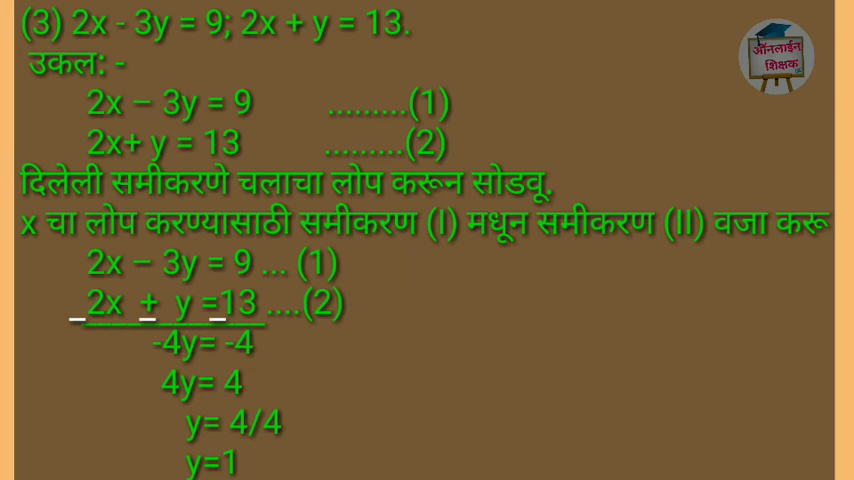 (3) 2x - 3y = 9; 2x + y = 13.
ऑनलाईन
शिक्षक
उकल: -
2x – 3y = 9 .........(1)
2x+ y = 13 .........(2)
दिलेली समीकरणे चलाचा लोप करून सोडवू.
x चा लोप करण्यासाठी समीकरण (I) मधून समीकरण (II) वजा करू
2x – 3y = 9 ... (1)
_2x + y =13 ....(2)
-4y= -4
4y= 4
y= 4/4
y=1